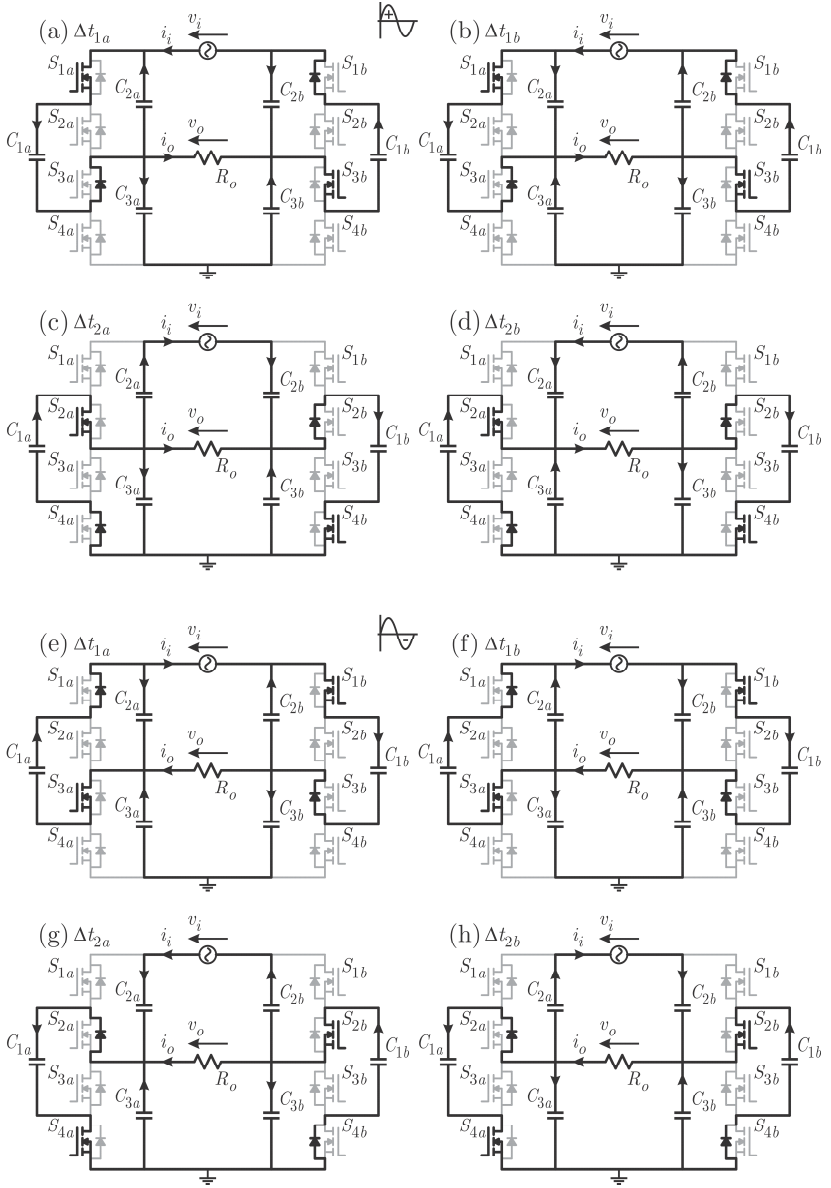 (a) Δt1a
vi
ii
+
S1a
C2a
C2b
S1b
S2a
S2b
C1a
vo
io
C1b
S3a
Ro
S3b
C3a
C3b
S4a
S4b
(b) Δt1b
vi
ii
S1a
C2a
C2b
S1b
S2a
S2b
C1a
vo
io
C1b
S3a
Ro
S3b
C3a
C3b
S4a
S4b
(c) Δt2a
vi
ii
S1a
C2a
C2b
S1b
S2a
S2b
C1a
vo
io
C1b
S3a
Ro
S3b
C3a
C3b
S4a
S4b
(d) Δt2b
vi
ii
S1a
C2a
C2b
S1b
S2a
S2b
C1a
vo
io
C1b
S3a
Ro
S3b
C3a
C3b
S4a
S4b
(e) Δt1a
vi
ii
-
S1a
C2a
C2b
S1b
S2a
S2b
C1a
vo
io
C1b
S3a
Ro
S3b
C3a
C3b
S4a
S4b
(f) Δt1b
vi
ii
S1a
C2a
C2b
S1b
S2a
S2b
C1a
vo
io
C1b
S3a
Ro
S3b
C3a
C3b
S4a
S4b
(g) Δt2a
vi
ii
S1a
C2a
C2b
S1b
S2a
S2b
C1a
vo
io
C1b
S3a
Ro
S3b
C3a
C3b
S4a
S4b
(h) Δt2b
vi
ii
S1a
C2a
C2b
S1b
S2a
S2b
C1a
vo
io
C1b
S3a
Ro
S3b
C3a
C3b
S4a
S4b